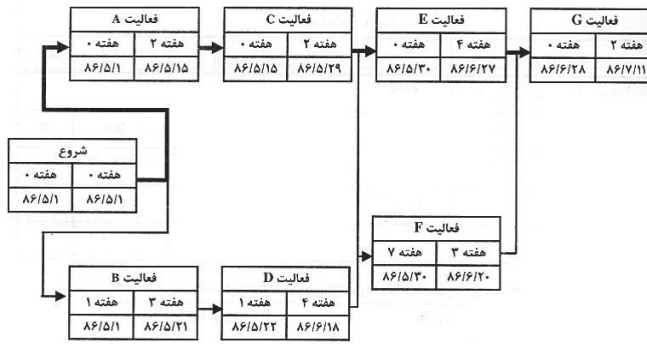 فعالیت A
هفته ۰ هفته ۲
۸۶/۵/۱ ۸۶/۵/۱۵
فعالیت C
هفته ۰ هفته ۲
۸۶/۵/۱۵ ۸۶/۵/۲۹
فعالیت E
هفته ۰ هفته ۴
۸۶/۵/۳۰ ۸۶/۶/۲۷
فعالیت G
هفته ۰ هفته ۲
۸۶/۶/۲۸ ۸۶/۷/۱۱
شروع
هفته ۰ هفته ۰
۸۶/۵/۱ ۸۶/۵/۱
فعالیت F
هفته ۷ هفته ۳
۸۶/۵/۳۰ ۸۶/۶/۲۰
فعالیت B
هفته ۱ هفته ۳
۸۶/۵/۱ ۸۶/۵/۲۱
فعالیت D
هفته ۱ هفته ۴
۸۶/۵/۲۲ ۸۶/۶/۱۸